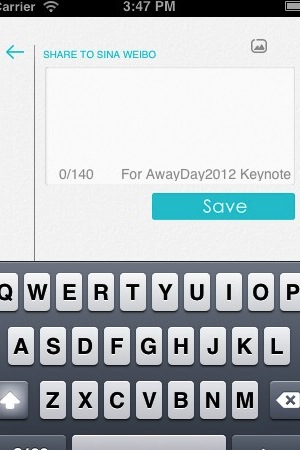 Carrier 3:47 PM
SHARE TO SINA WEIBO
0/140 For AwayDay2012 Keynote
Save
Q W E R T Y U I O P
A S D F G H J K L
Z X C V B N M